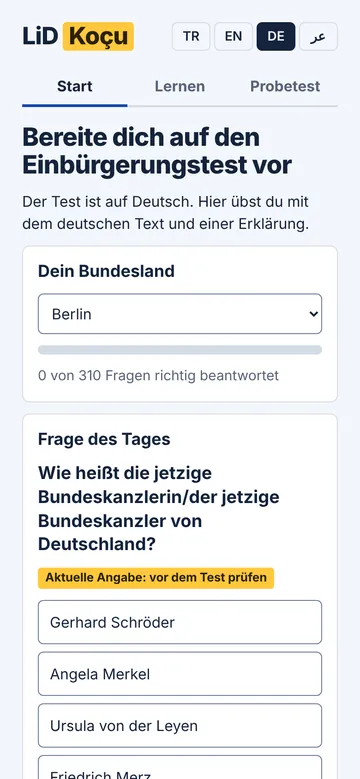 LiD Koçu
TR EN DE عر
Start Lernen Probetest
Bereite dich auf den
Einbürgerungstest vor
Der Test ist auf Deutsch. Hier übst du mit
dem deutschen Text und einer Erklärung.
Dein Bundesland
Berlin
0 von 310 Fragen richtig beantwortet
Frage des Tages
Wie heißt die jetzige
Bundeskanzlerin/der jetzige
Bundeskanzler von
Deutschland?
Aktuelle Angabe: vor dem Test prüfen
Gerhard Schröder
Angela Merkel
Ursula von der Leyen
Friedrich Merz